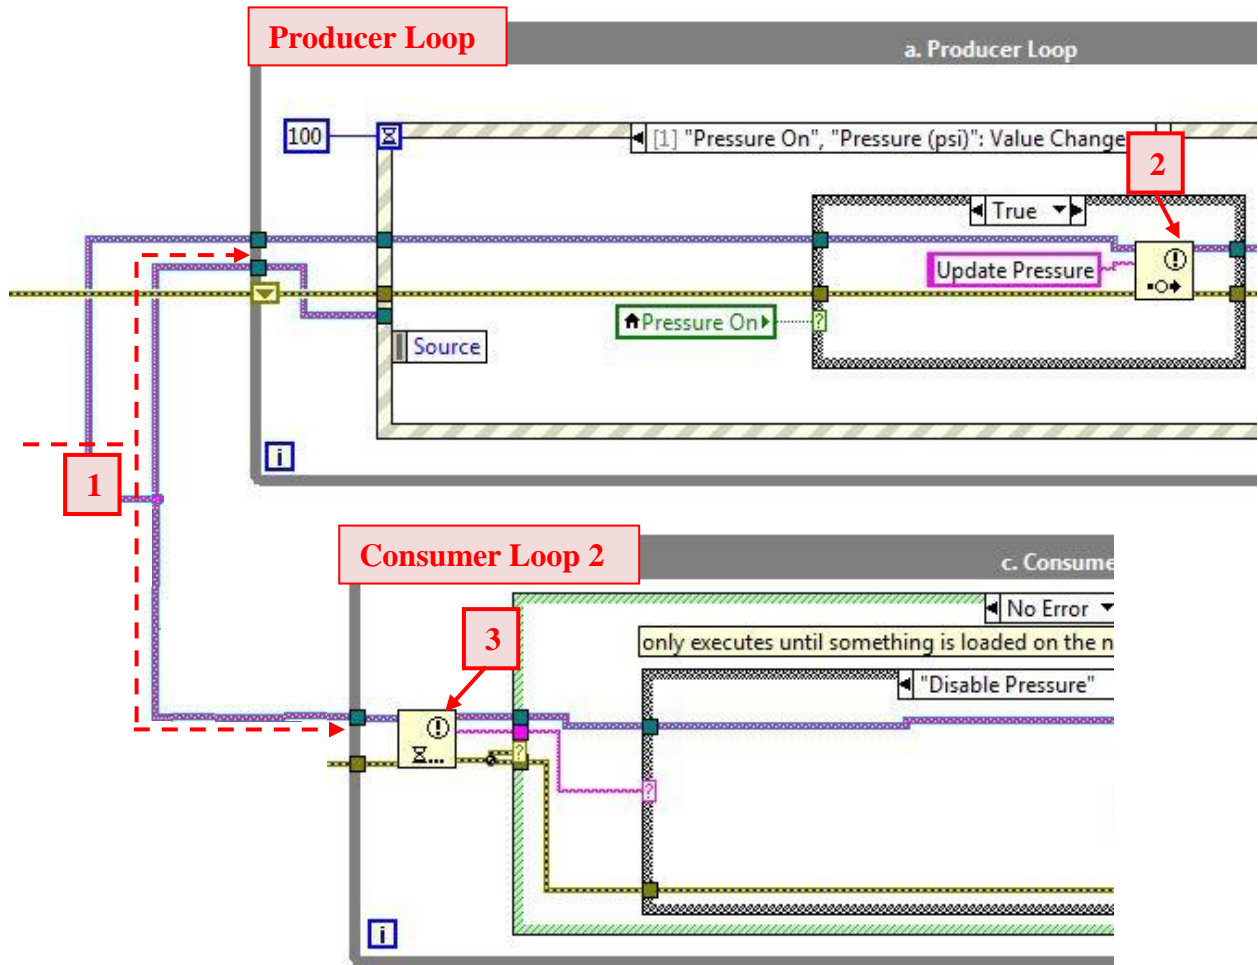 Producer Loop
a. Producer Loop
100
[1] "Pressure On", "Pressure (psi)": Value Change
2
True
Update Pressure
Pressure On
?
Source
i
1
Consumer Loop 2
c. Consume
No Error
only executes until something is loaded on the n
3
"Disable Pressure"
?
?
i